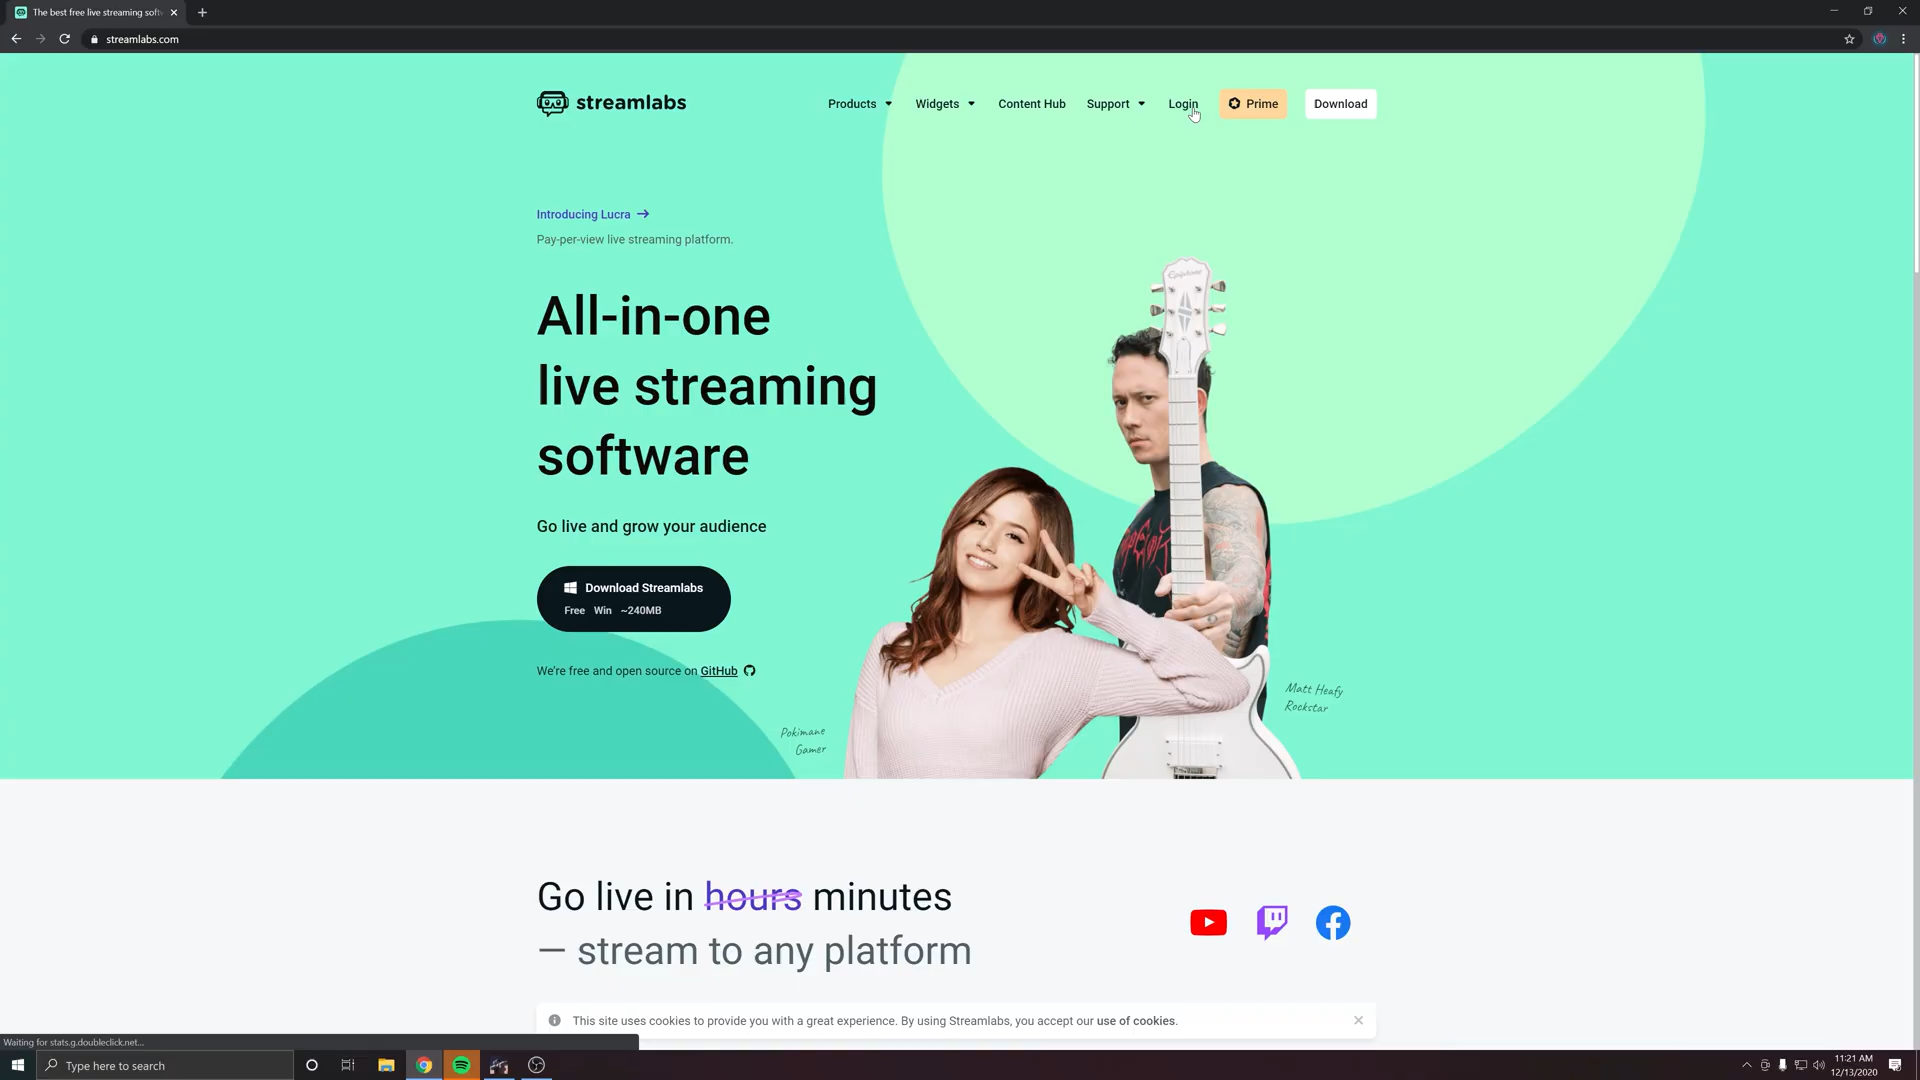 The best free live streaming soft
streamlabs.com
streamlabs
Products
Widgets
Content Hub
Support
Login
Prime
Download
Introducing Lucra
Pay-per-view live streaming platform.
All-in-one
live streaming
software
Go live and grow your audience
Download Streamlabs
Free Win ~240MB
We're free and open source on GitHub
Epiphone
Pokimane
Gamer
Matt Heafy
Rockstar
Go live in hours minutes
— stream to any platform
This site uses cookies to provide you with a great experience. By using Streamlabs, you accept our use of cookies.
Waiting for stats.g.doubleclick.net...
Type here to search
11:21 AM
12/13/2020